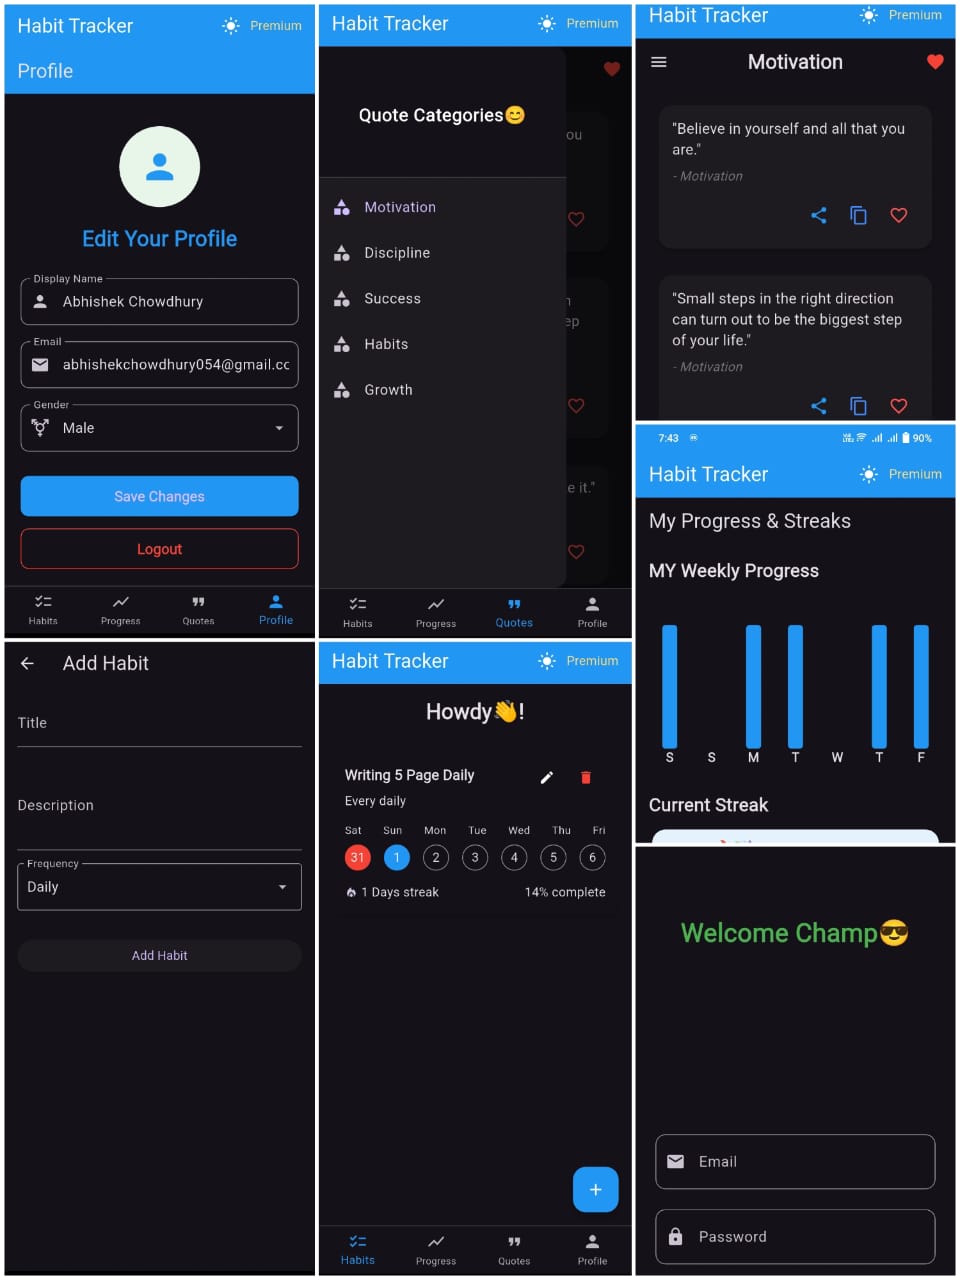 Habit Tracker
Premium
Profile
Edit Your Profile
Display Name
Abhishek Chowdhury
Email
abhishekchowdhury054@gmail.cc
Gender
Male
Save Changes
Logout
Habits
Progress
Quotes
Profile
Habit Tracker
Premium
Quote Categories😊
ou
Motivation
Discipline
Success
Habits
Growth
ep
e it."
Habits
Progress
Quotes
Profile
Habit Tracker
Premium
Motivation
"Believe in yourself and all that you
are."
- Motivation
"Small steps in the right direction
can turn out to be the biggest step
of your life."
- Motivation
7:43
90%
Habit Tracker
Premium
My Progress & Streaks
MY Weekly Progress
S S M T W T F
Current Streak
Add Habit
Title
Description
Frequency
Daily
Add Habit
Habit Tracker
Premium
Howdy👋!
Writing 5 Page Daily
Every daily
Sat Sun Mon Tue Wed Thu Fri
31 1 2 3 4 5 6
1 Days streak 14% complete
+
Habits
Progress
Quotes
Profile
Welcome Champ😎
Email
Password